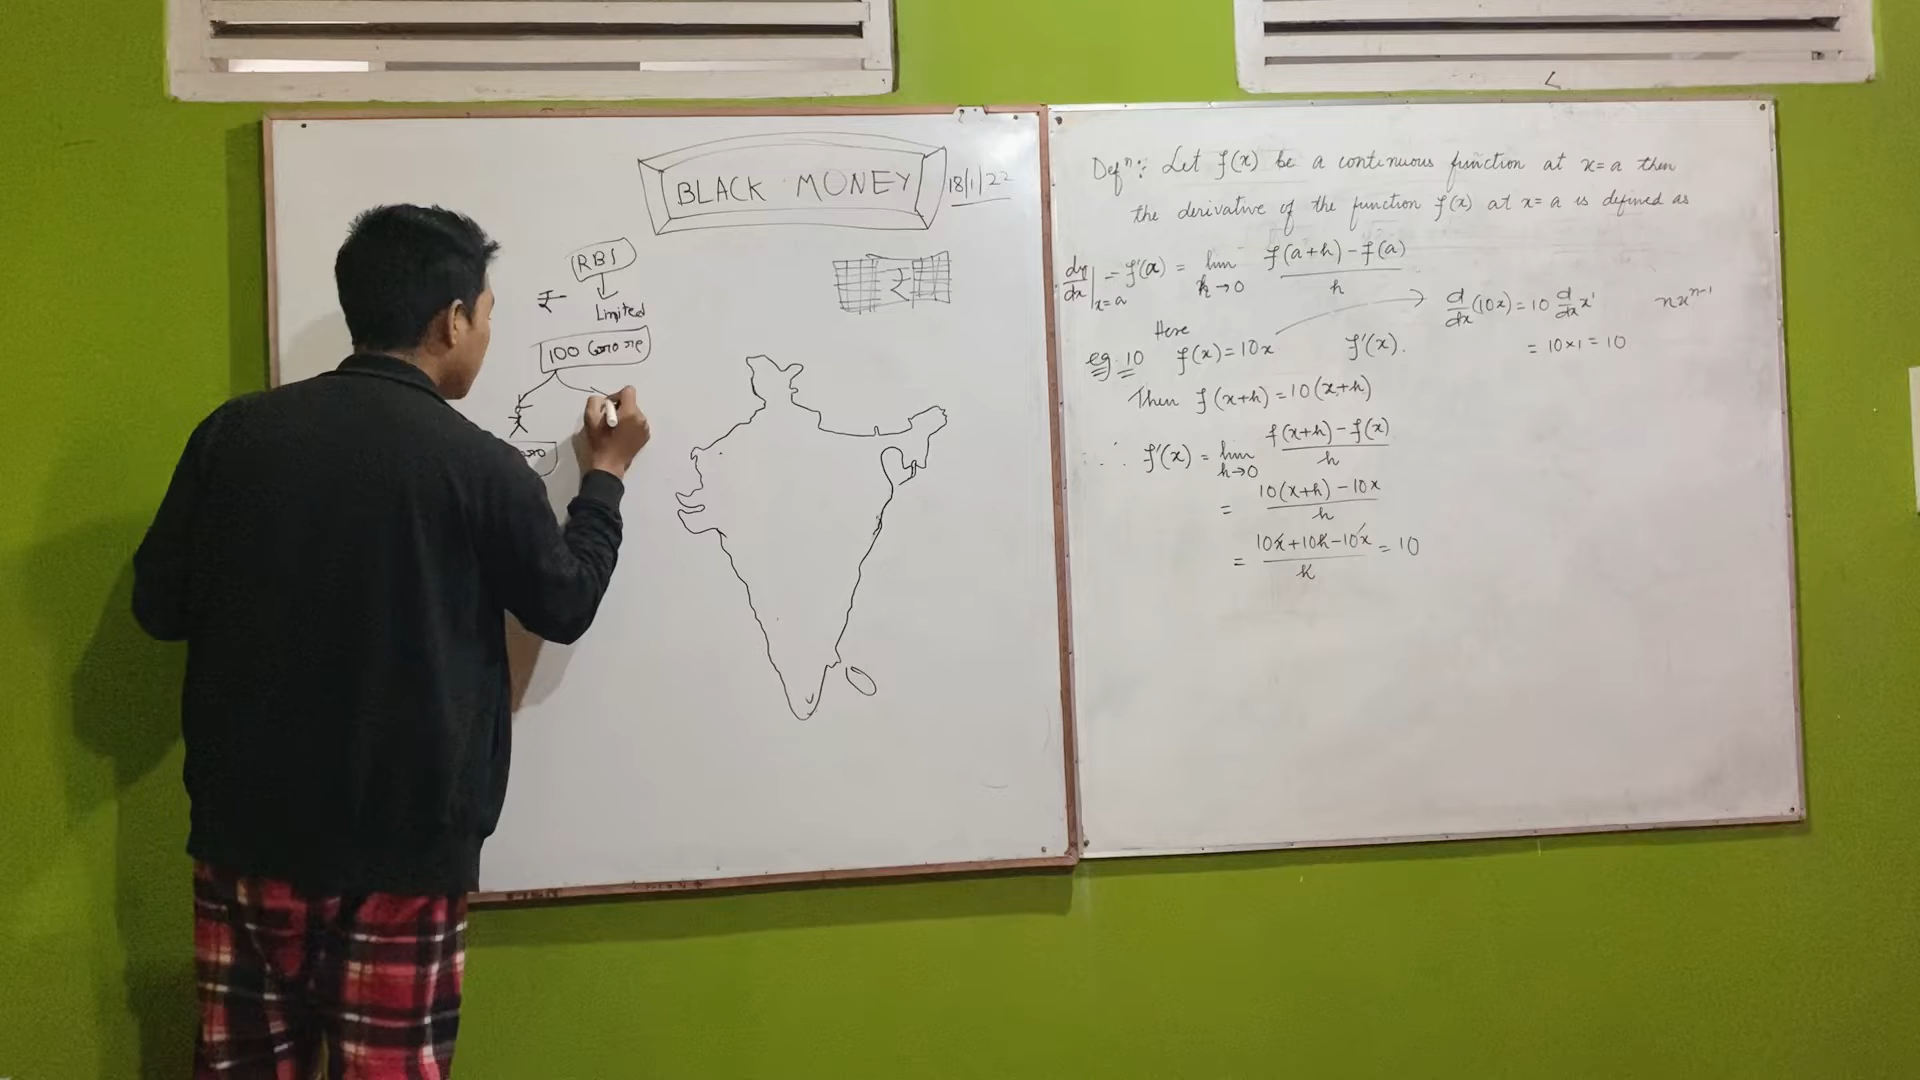 BLACK MONEY
18/1/22
RBI
₹
Limited
₹
100
Defⁿ: Let f(x) be a continuous function at x=a then
the derivative of the function f(x) at x=a is defined as
dy/dx|x=a = f'(a) = lim h→0 (f(a+h)-f(a))/h
d/dx(10x) = 10 d/dx x¹
nxⁿ⁻¹
= 10×1 = 10
Here
eg. 10 f(x)=10x f'(x).
Then f(x+h)=10(x+h)
∴ f'(x) = lim h→0 (f(x+h)-f(x))/h
= (10(x+h)-10x)/h
= (10x+10h-10x)/h = 10